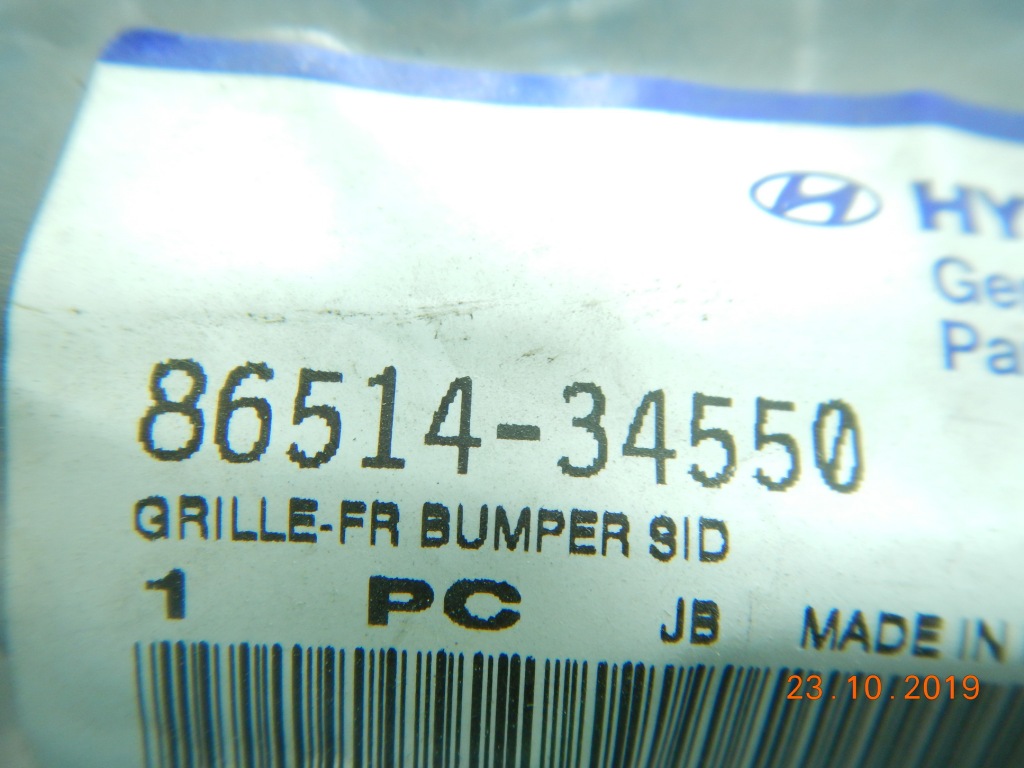 HY
Ge
Pa
86514-34550
GRILLE-FR BUMPER SID
1 PC JB MADE IN
23.10.2019